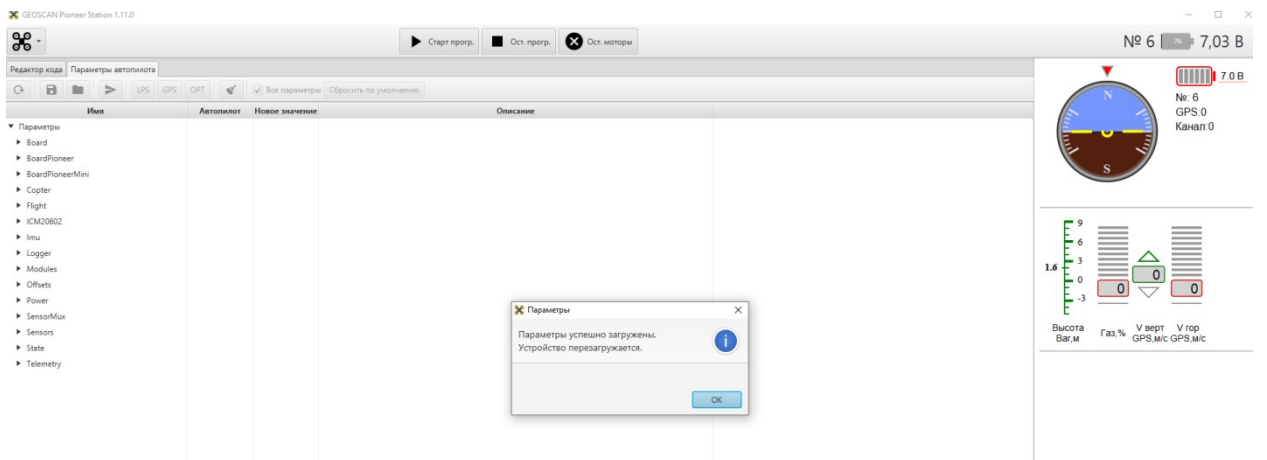 GEOSCAN Pioneer Station 1.11.0
Старт прогр. Ост. прогр. Ост. моторы № 6 7,03 В
Редактор кода Параметры автопилота
LPS GPS OPT Все параметры Сбросить по умолчанию
Имя Автопилот Новое значение Описание
Параметры
Board
BoardPioneer
BoardPioneerMini
Copter
Flight
ICM20602
Imu
Logger
Modules
Offsets
Power
SensorMux
Sensors
State
Telemetry
Параметры
Параметры успешно загружены.
Устройство перезагружается.
OK
7.0 В
№: 6
GPS:0
Канал:0
N
S
9
6
3
1.6
0
-3
0 0 0
Высота Бар,м
Газ,%
V верт GPS,м/с
V гор GPS,м/с